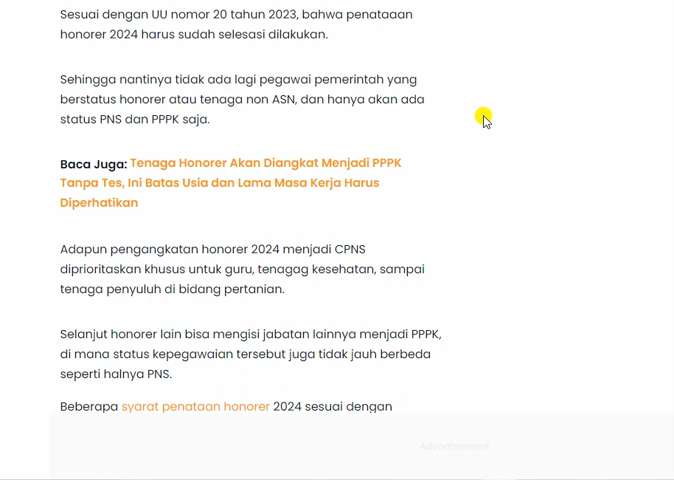 Sesuai dengan UU nomor 20 tahun 2023, bahwa penataaan
honorer 2024 harus sudah selesasi dilakukan.
Sehingga nantinya tidak ada lagi pegawai pemerintah yang
berstatus honorer atau tenaga non ASN, dan hanya akan ada
status PNS dan PPPK saja.
Baca Juga: Tenaga Honorer Akan Diangkat Menjadi PPPK
Tanpa Tes, Ini Batas Usia dan Lama Masa Kerja Harus
Diperhatikan
Adapun pengangkatan honorer 2024 menjadi CPNS
diprioritaskan khusus untuk guru, tenagag kesehatan, sampai
tenaga penyuluh di bidang pertanian.
Selanjut honorer lain bisa mengisi jabatan lainnya menjadi PPPK,
di mana status kepegawaian tersebut juga tidak jauh berbeda
seperti halnya PNS.
Beberapa syarat penataan honorer 2024 sesuai dengan
Advertisement